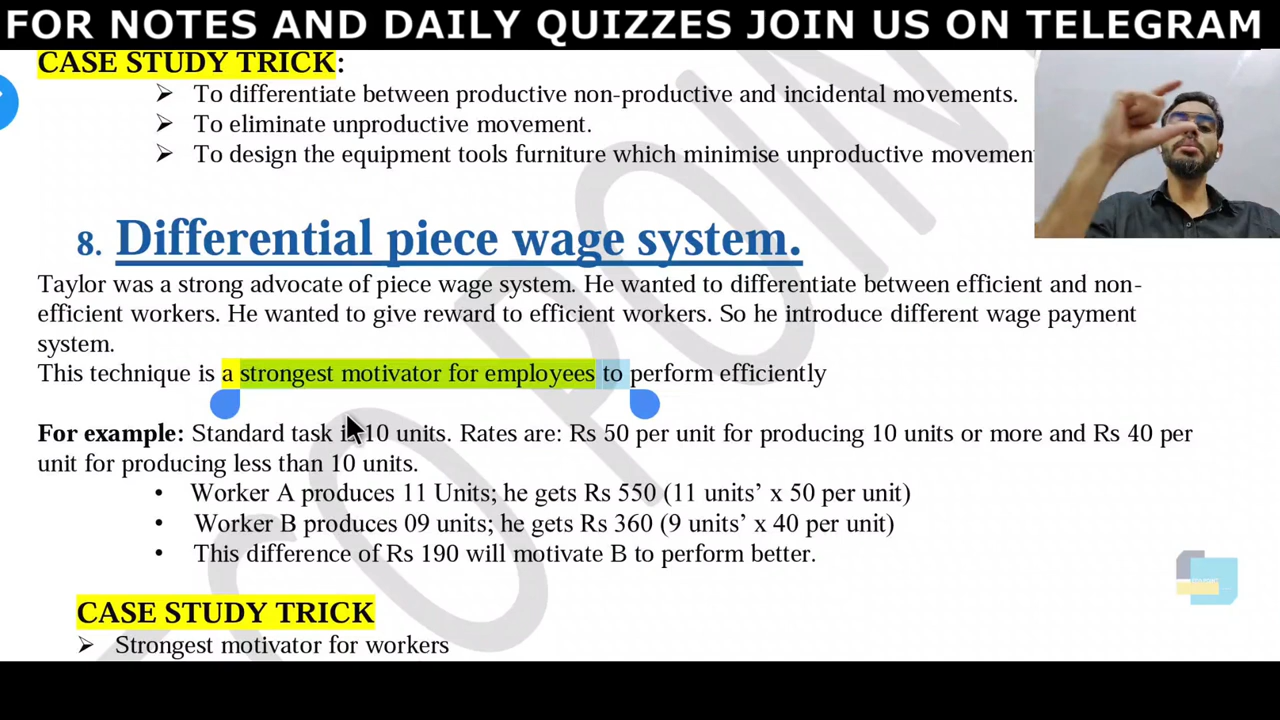 FOR NOTES AND DAILY QUIZZES JOIN US ON TELEGRAM
CASE STUDY TRICK:
➢ To differentiate between productive non-productive and incidental movements.
➢ To eliminate unproductive movement.
➢ To design the equipment tools furniture which minimise unproductive movemen
8. Differential piece wage system.
Taylor was a strong advocate of piece wage system. He wanted to differentiate between efficient and non-
efficient workers. He wanted to give reward to efficient workers. So he introduce different wage payment
system.
This technique is a strongest motivator for employees to perform efficiently
For example: Standard task is 10 units. Rates are: Rs 50 per unit for producing 10 units or more and Rs 40 per
unit for producing less than 10 units.
• Worker A produces 11 Units; he gets Rs 550 (11 units’ x 50 per unit)
• Worker B produces 09 units; he gets Rs 360 (9 units’ x 40 per unit)
• This difference of Rs 190 will motivate B to perform better.
CASE STUDY TRICK
➢ Strongest motivator for workers
TO POIN